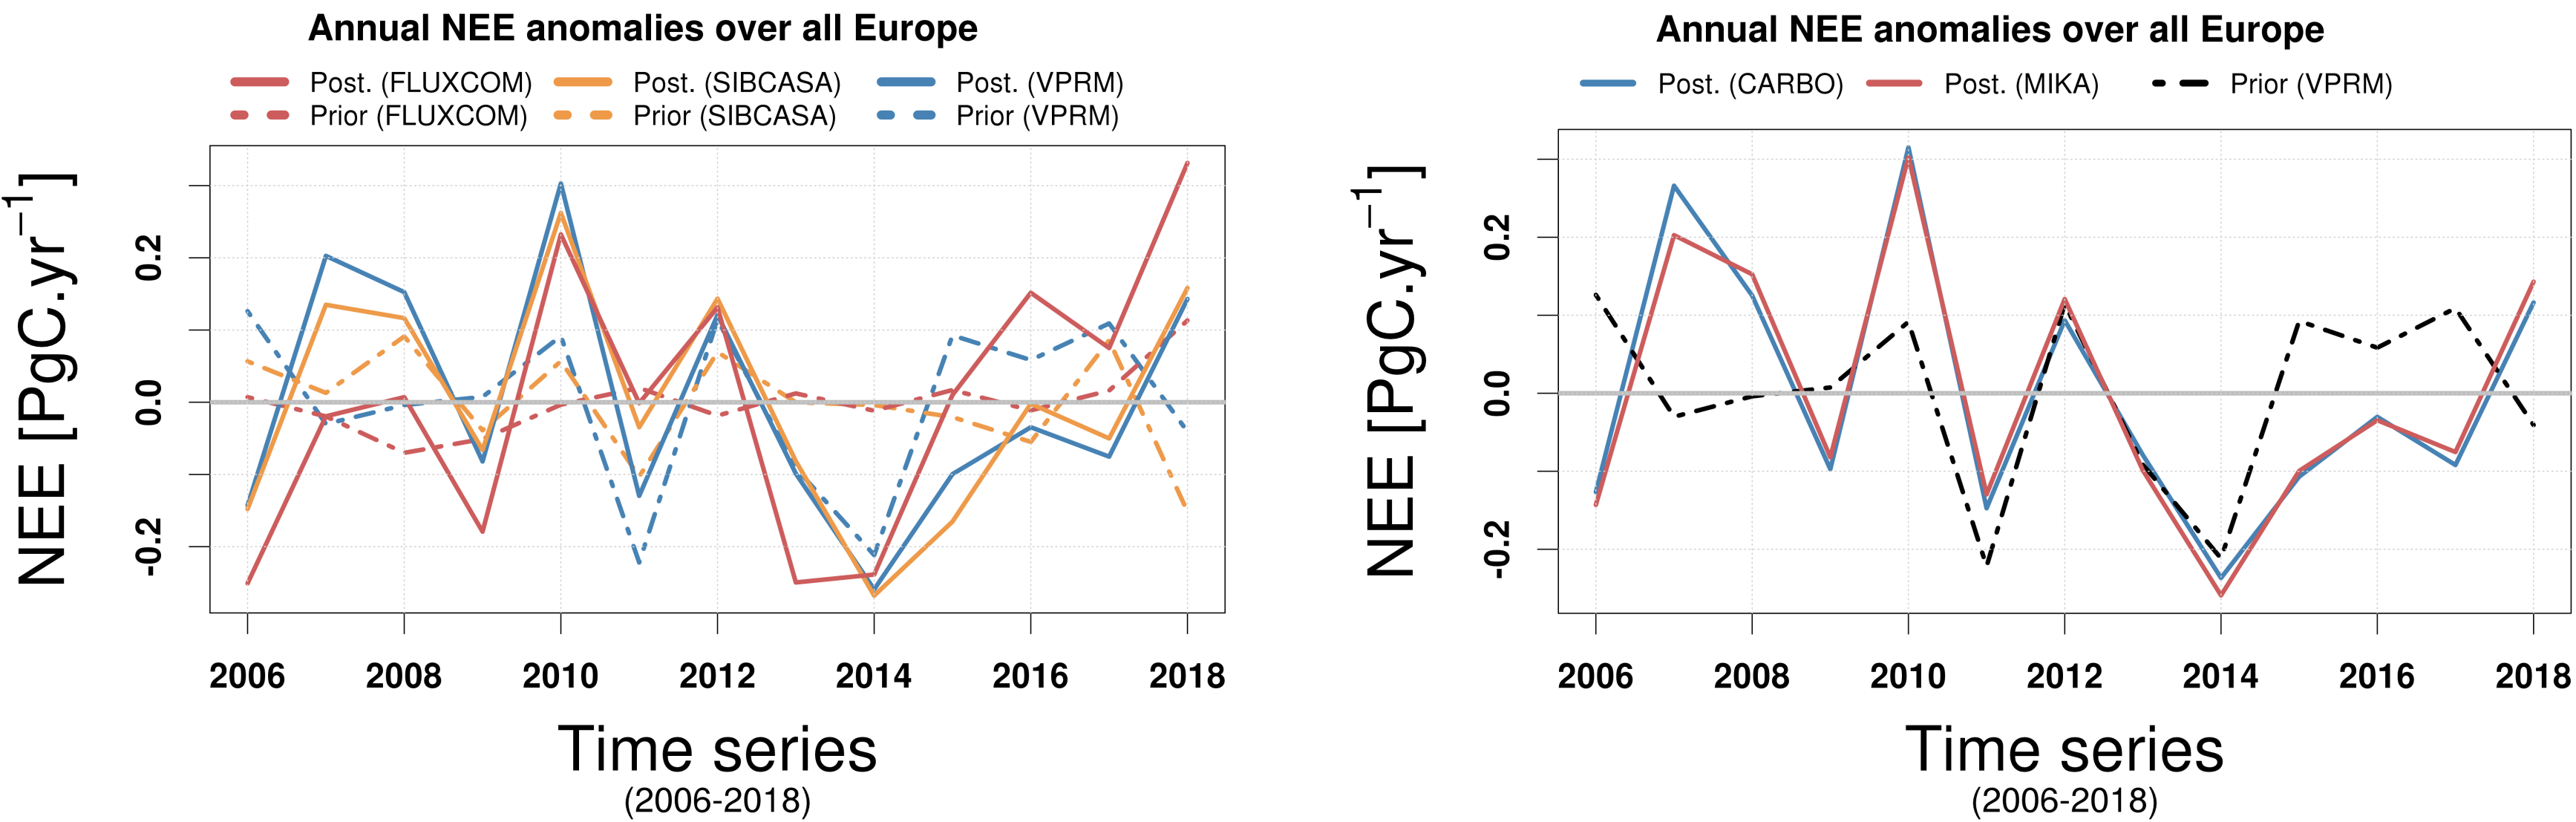 Annual NEE anomalies over all Europe
Post. (FLUXCOM) Post. (SIBCASA) Post. (VPRM)
Prior (FLUXCOM) Prior (SIBCASA) Prior (VPRM)
NEE [PgC.yr−1]
0.2
0.0
-0.2
2006 2008 2010 2012 2014 2016 2018
Time series
(2006-2018)
Annual NEE anomalies over all Europe
Post. (CARBO) Post. (MIKA) Prior (VPRM)
NEE [PgC.yr−1]
0.2
0.0
-0.2
2006 2008 2010 2012 2014 2016 2018
Time series
(2006-2018)